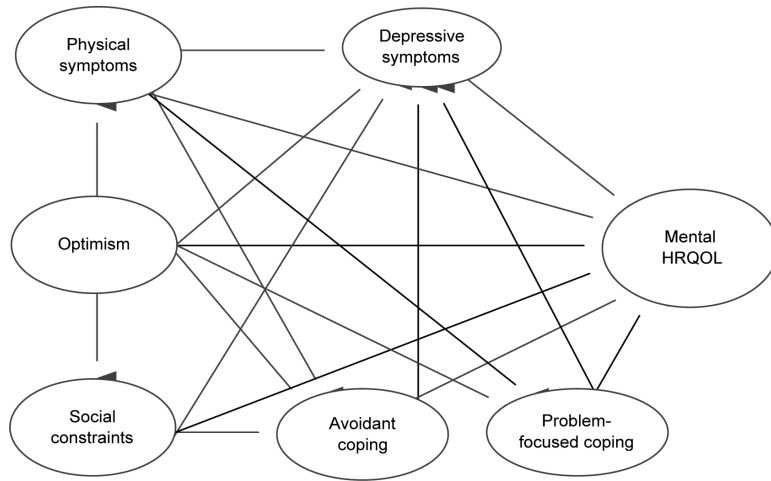 Physical
symptoms
Depressive
symptoms
Optimism
Mental
HRQOL
Social
constraints
Avoidant
coping
Problem-
focused coping